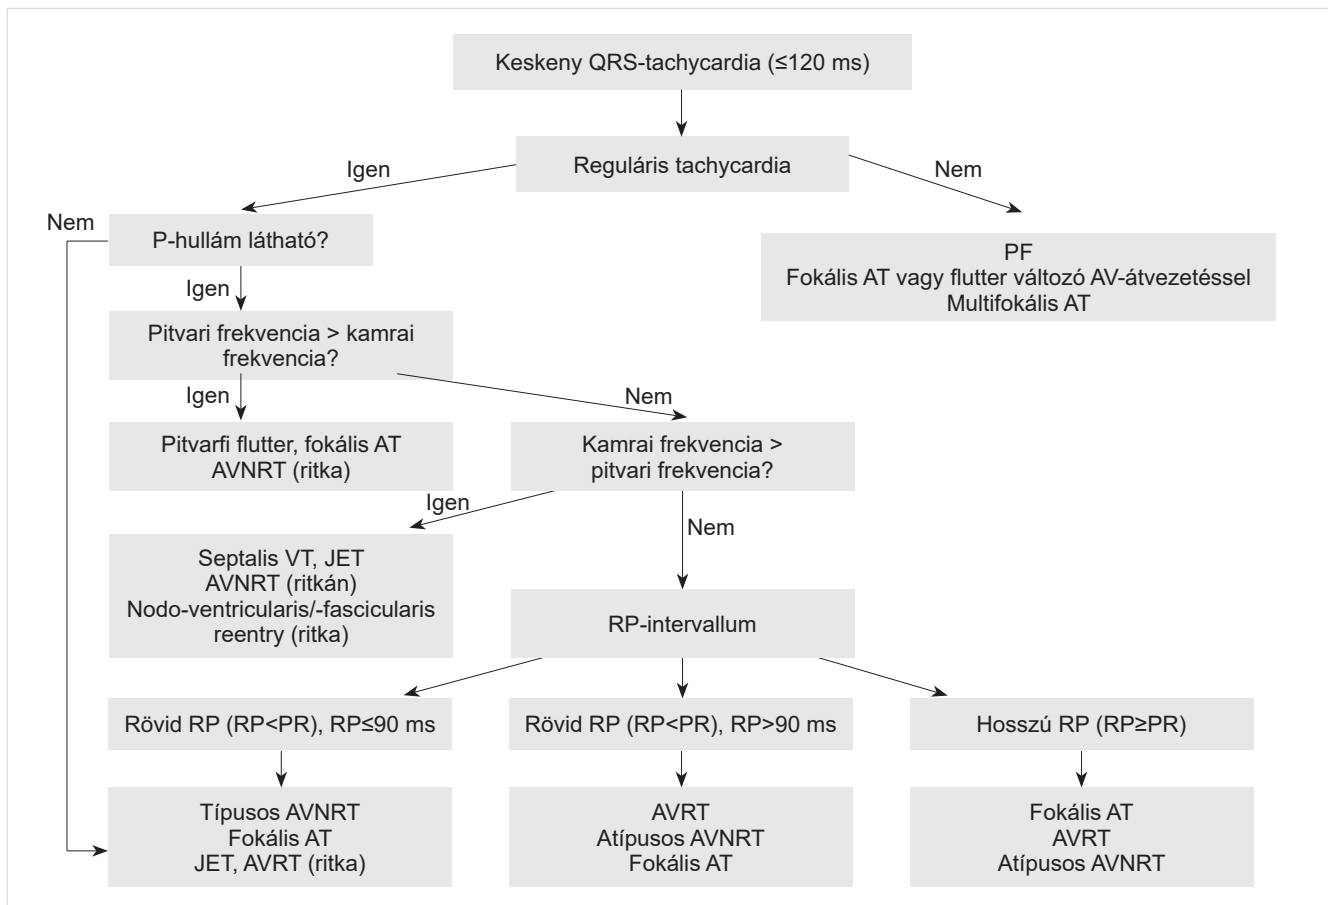 Keskeny QRS-tachycardia (≤120 ms)
Reguláris tachycardia
Igen
Nem
Nem
P-hullám látható?
PF
Fokális AT vagy flutter változó AV-átvezetéssel
Multifokális AT
Igen
Pitvari frekvencia > kamrai
frekvencia?
Igen
Nem
Pitvarfi flutter, fokális AT
AVNRT (ritka)
Kamrai frekvencia >
pitvari frekvencia?
Igen
Nem
Septalis VT, JET
AVNRT (ritkán)
Nodo-ventricularis/-fascicularis
reentry (ritka)
RP-intervallum
Rövid RP (RP<PR), RP≤90 ms
Rövid RP (RP<PR), RP>90 ms
Hosszú RP (RP≥PR)
Típusos AVNRT
Fokális AT
JET, AVRT (ritka)
AVRT
Atípusos AVNRT
Fokális AT
Fokális AT
AVRT
Atípusos AVNRT